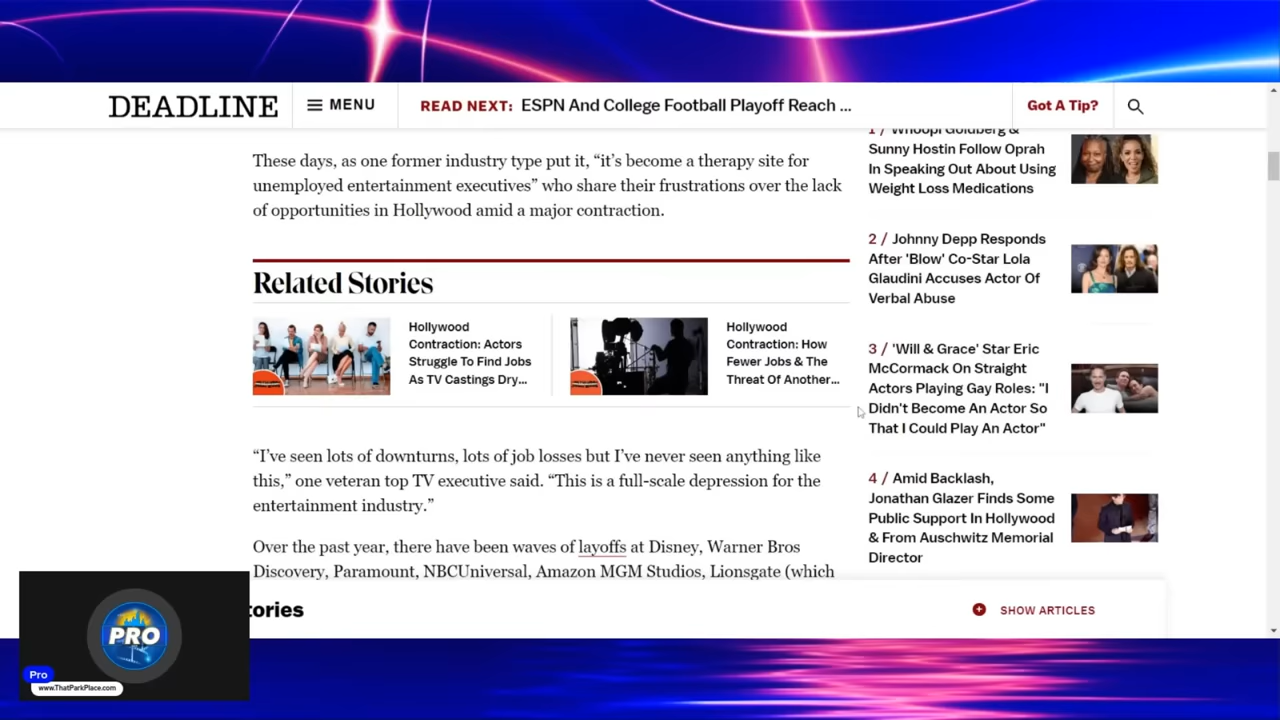 DEADLINE
MENU
READ NEXT: ESPN And College Football Playoff Reach ...
Got A Tip?
These days, as one former industry type put it, “it’s become a therapy site for
unemployed entertainment executives” who share their frustrations over the lack
of opportunities in Hollywood amid a major contraction.
Related Stories
Hollywood
Contraction: Actors
Struggle To Find Jobs
As TV Castings Dry...
Hollywood
Contraction: How
Fewer Jobs & The
Threat Of Another...
“I’ve seen lots of downturns, lots of job losses but I’ve never seen anything like
this,” one veteran top TV executive said. “This is a full-scale depression for the
entertainment industry.”
Over the past year, there have been waves of layoffs at Disney, Warner Bros
Discovery, Paramount, NBCUniversal, Amazon MGM Studios, Lionsgate (which
1 / Whoopi Goldberg &
Sunny Hostin Follow Oprah
In Speaking Out About Using
Weight Loss Medications
2 / Johnny Depp Responds
After 'Blow' Co-Star Lola
Glaudini Accuses Actor Of
Verbal Abuse
3 / 'Will & Grace' Star Eric
McCormack On Straight
Actors Playing Gay Roles: "I
Didn't Become An Actor So
That I Could Play An Actor"
4 / Amid Backlash,
Jonathan Glazer Finds Some
Public Support In Hollywood
& From Auschwitz Memorial
Director
tories
SHOW ARTICLES
PRO
Pro
www.ThatParkPlace.com